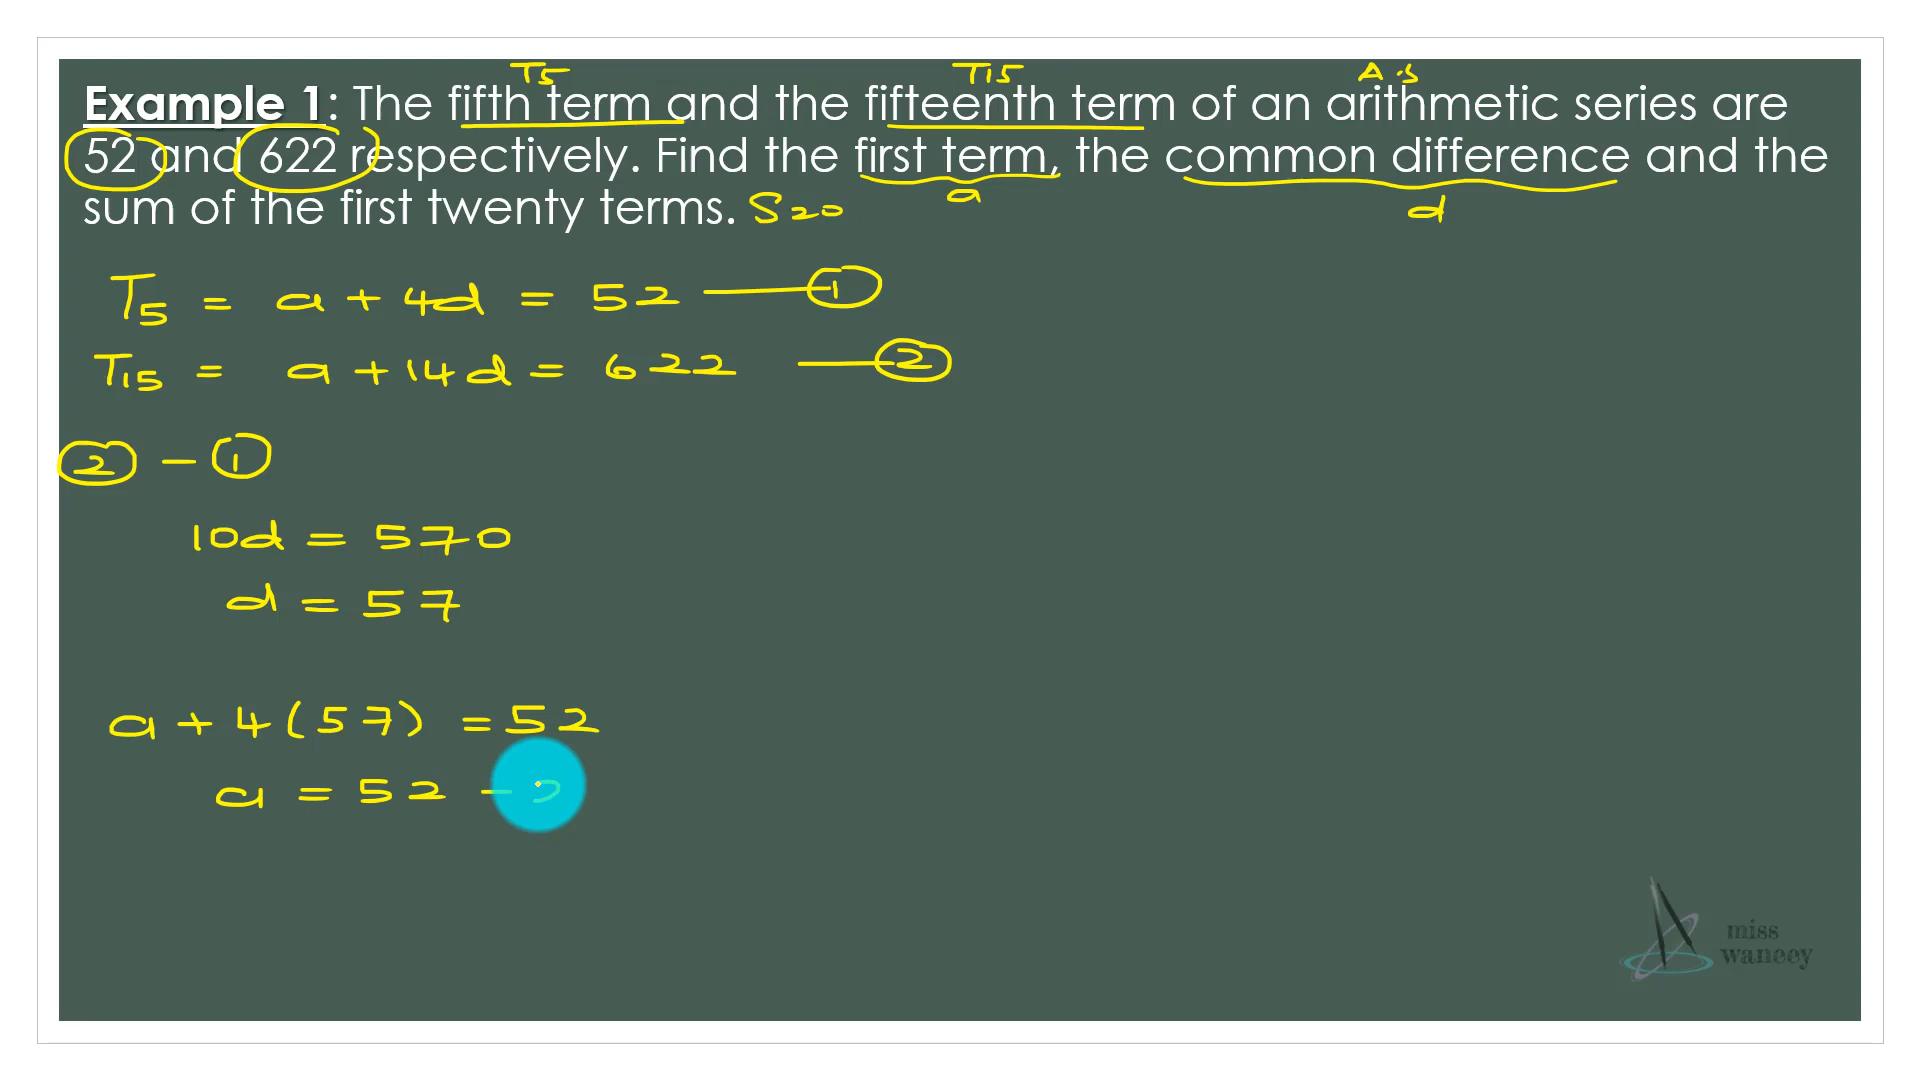 T5 T15 A.S
Example 1: The fifth term and the fifteenth term of an arithmetic series are
52 and 622 respectively. Find the first term, the common difference and the
a d
sum of the first twenty terms. S20
T5 = a + 4d = 52 —— 1
T15 = a + 14d = 622 —— 2
2 - 1
10d = 570
d = 57
a + 4(57) = 52
a = 52 - 2
miss
waneey